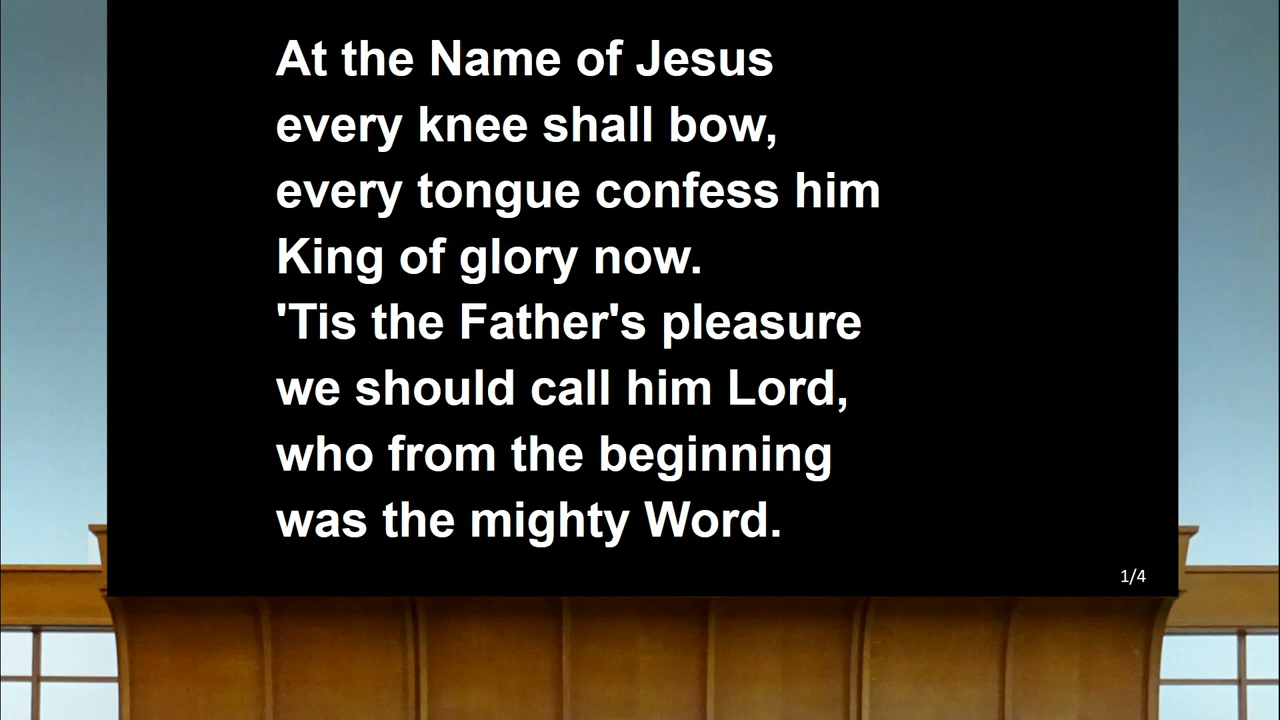 At the Name of Jesus
every knee shall bow,
every tongue confess him
King of glory now.
'Tis the Father's pleasure
we should call him Lord,
who from the beginning
was the mighty Word.
1/4